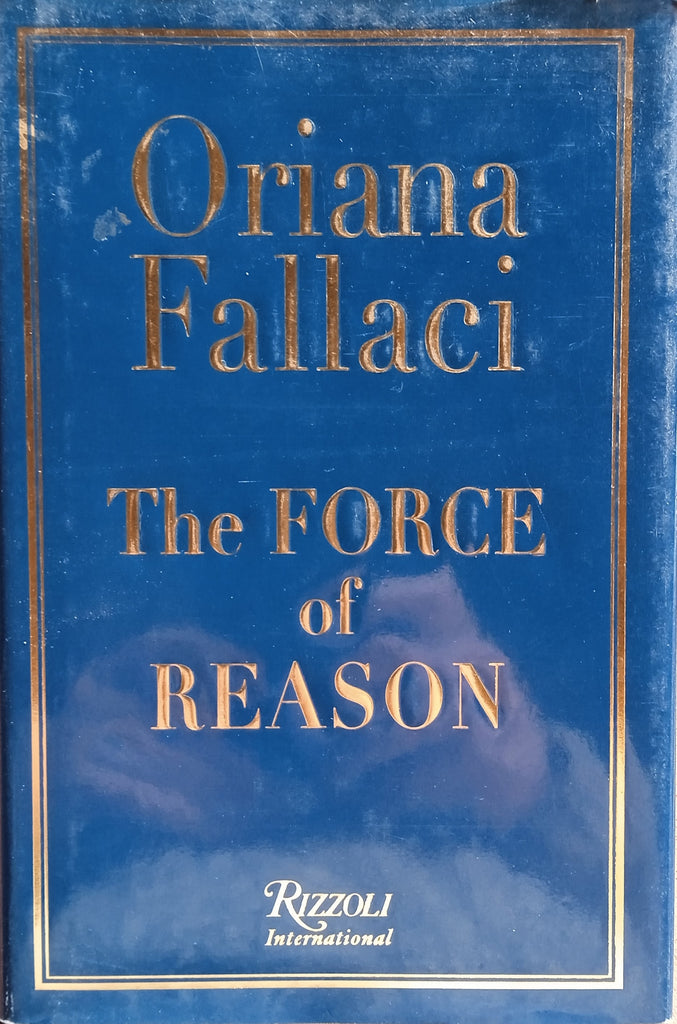 Oriana
Fallaci
The FORCE
of
REASON
RIZZOLI
International